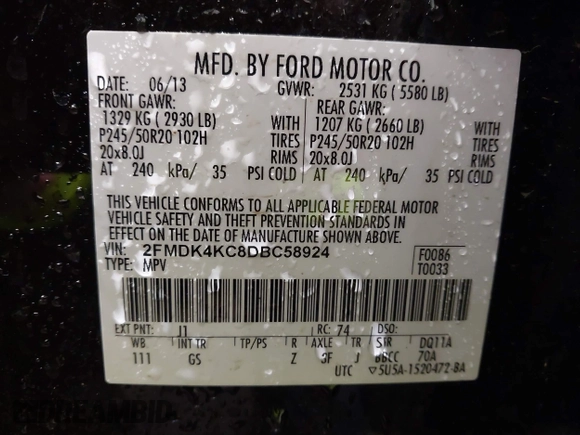 MFD. BY FORD MOTOR CO.
DATE: 06/13 GVWR: 2531 KG ( 5580 LB)
FRONT GAWR: REAR GAWR:
1329 KG ( 2930 LB) WITH 1207 KG ( 2660 LB) WITH
P245/50R20 102H TIRES P245/50R20 102H TIRES
20x8.0J RIMS 20x8.0J RIMS
AT 240 kPa/ 35 PSI COLD AT 240 kPa/ 35 PSI COLD
THIS VEHICLE CONFORMS TO ALL APPLICABLE FEDERAL MOTOR
VEHICLE SAFETY AND THEFT PREVENTION STANDARDS IN
EFFECT ON THE DATE OF MANUFACTURE SHOWN ABOVE.
VIN: 2FMDK4KC8DBC58924 F0086
TYPE: MPV T0033
EXT PNT: J1 RC: 74 DSO:
WB INT TR TP/PS R AXLE TR SPR DQ11A
111 GS Z 3F J BBCC 70A
UTC ▽5U5A-1520472-BA